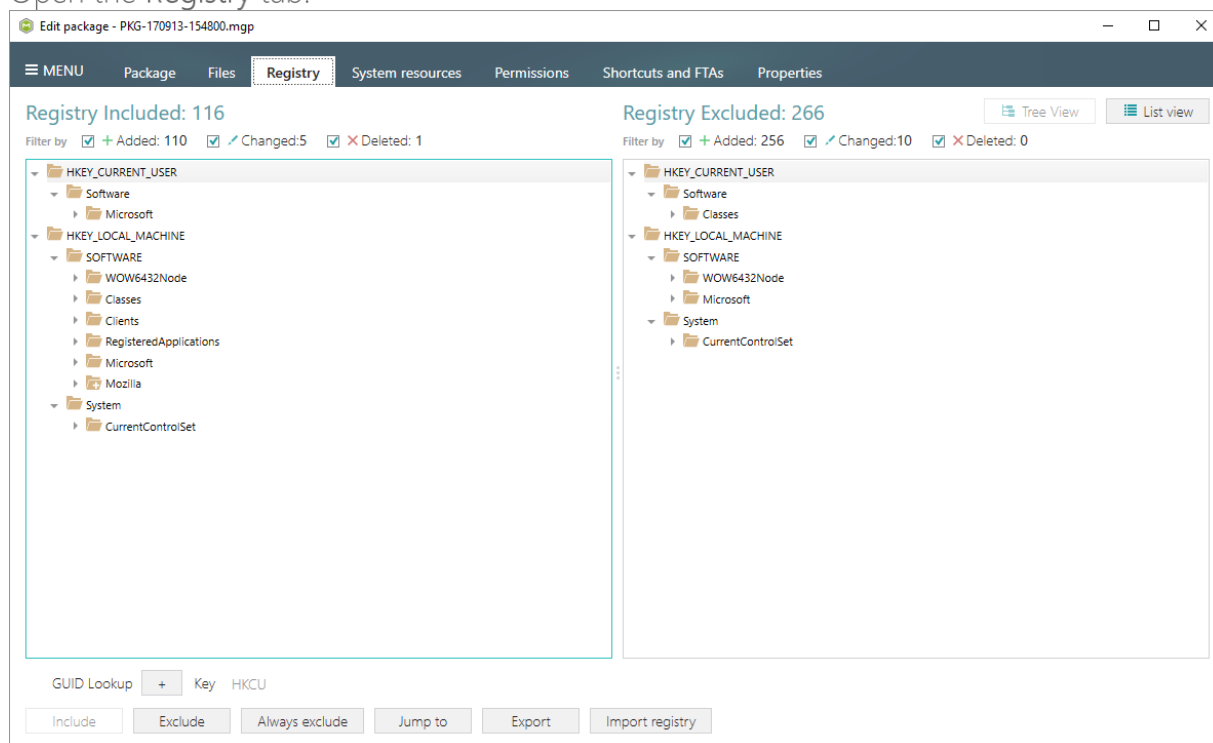 Open the Registry tab.
Edit package - PKG-170913-154800.mgp
MENU Package Files Registry System resources Permissions Shortcuts and FTAs Properties
Registry Included: 116
Filter by + Added: 110 Changed:5 Deleted: 1
HKEY_CURRENT_USER
Software
Microsoft
HKEY_LOCAL_MACHINE
SOFTWARE
WOW6432Node
Classes
Clients
RegisteredApplications
Microsoft
Mozilla
System
CurrentControlSet
Registry Excluded: 266
Tree View List view
Filter by + Added: 256 Changed:10 Deleted: 0
HKEY_CURRENT_USER
Software
Classes
HKEY_LOCAL_MACHINE
SOFTWARE
WOW6432Node
Microsoft
System
CurrentControlSet
GUID Lookup + Key HKCU
Include Exclude Always exclude Jump to Export Import registry